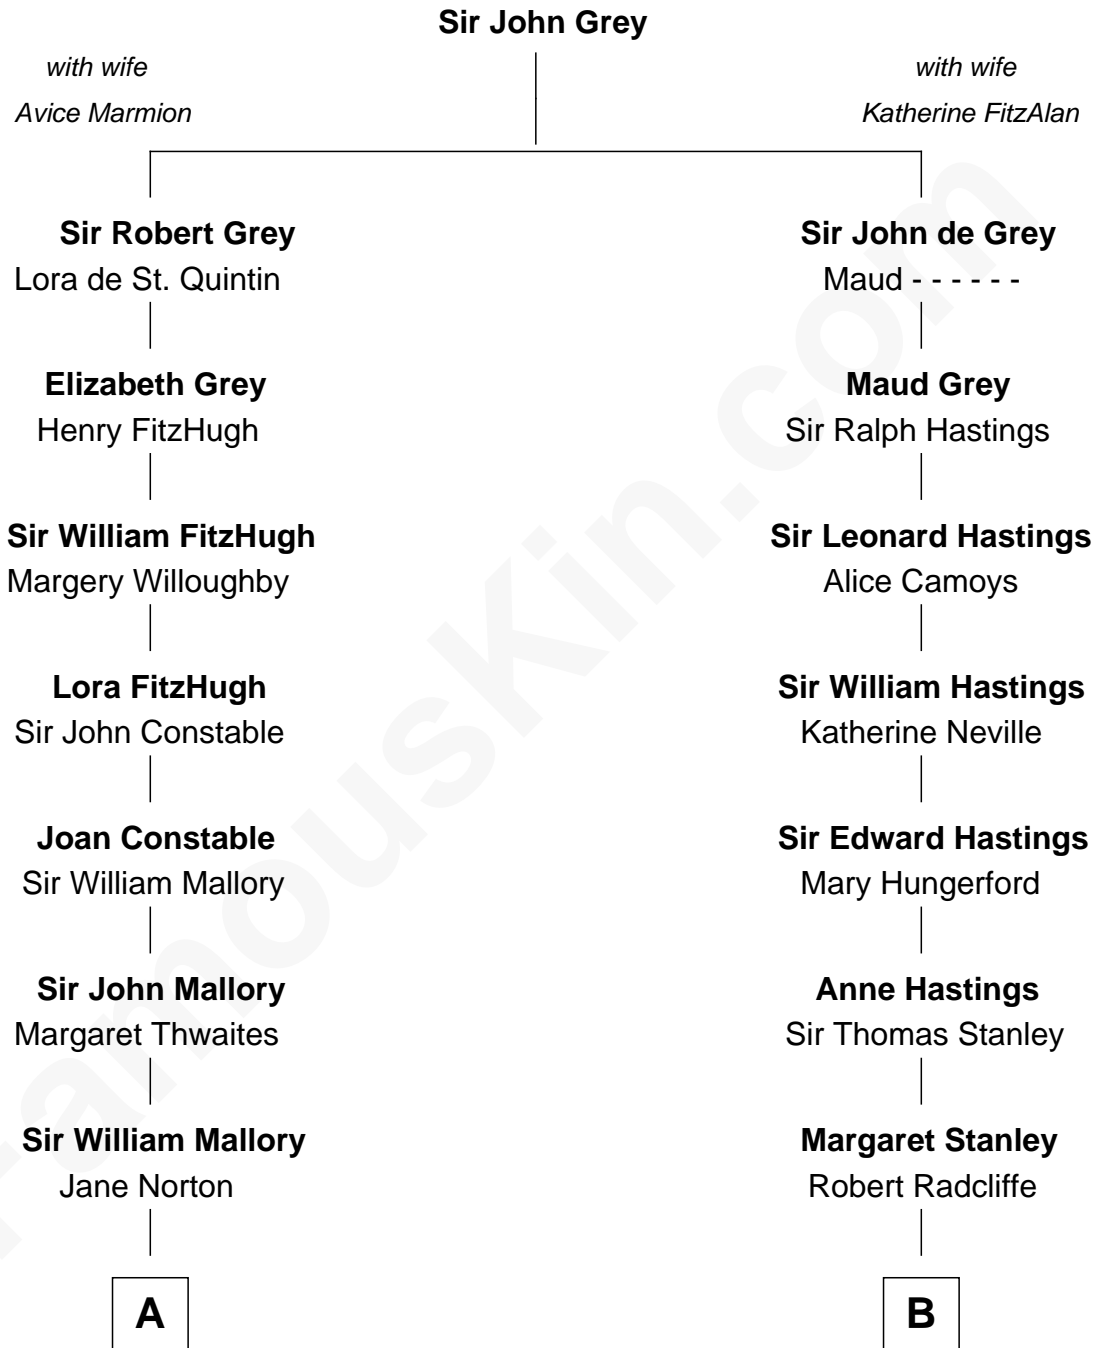 Sir John Grey
with wife
Avice Marmion
with wife
Katherine FitzAlan
Sir Robert Grey
Lora de St. Quintin
Sir John de Grey
Maud - - - - - -
Elizabeth Grey
Henry FitzHugh
Maud Grey
Sir Ralph Hastings
Sir William FitzHugh
Margery Willoughby
Sir Leonard Hastings
Alice Camoys
Lora FitzHugh
Sir John Constable
Sir William Hastings
Katherine Neville
Joan Constable
Sir William Mallory
Sir Edward Hastings
Mary Hungerford
Sir John Mallory
Margaret Thwaites
Anne Hastings
Sir Thomas Stanley
Sir William Mallory
Jane Norton
Margaret Stanley
Robert Radcliffe
A
B
FamousKin.com